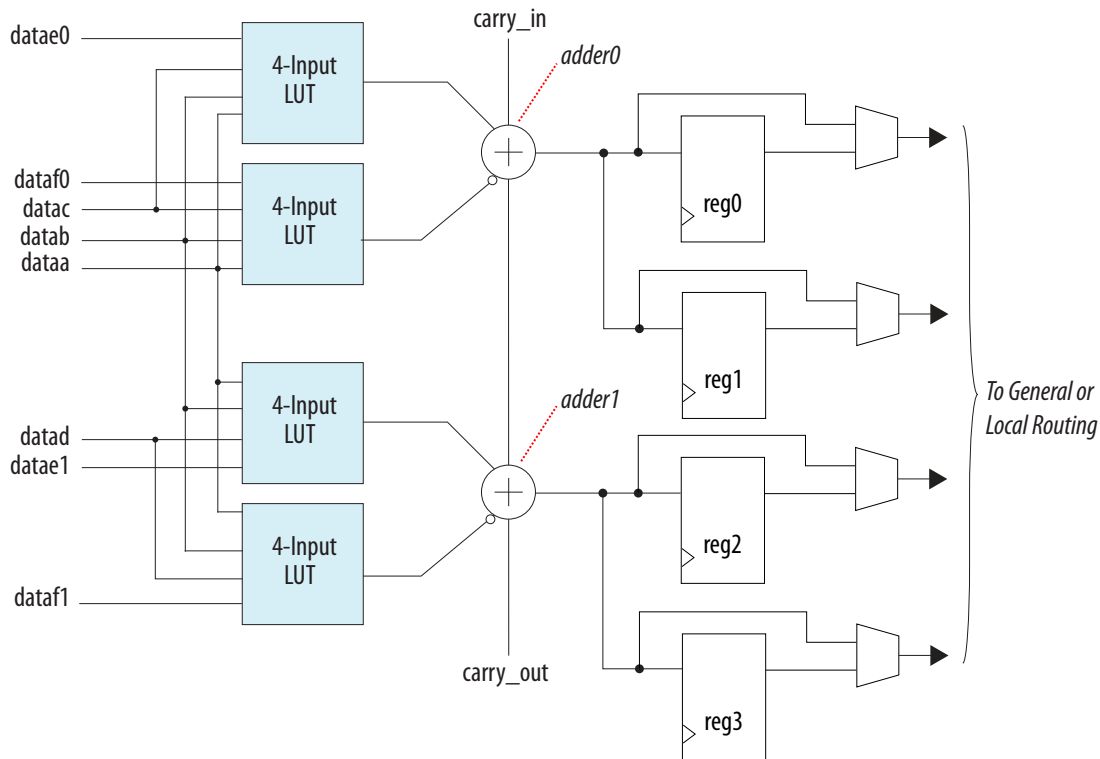 carry_in
datae0
adder0
4-Input
LUT
dataf0
datac
datab
dataa
4-Input
LUT
reg0
reg1
4-Input
LUT
adder1
To General or
Local Routing
datad
datae1
4-Input
LUT
reg2
dataf1
carry_out
reg3